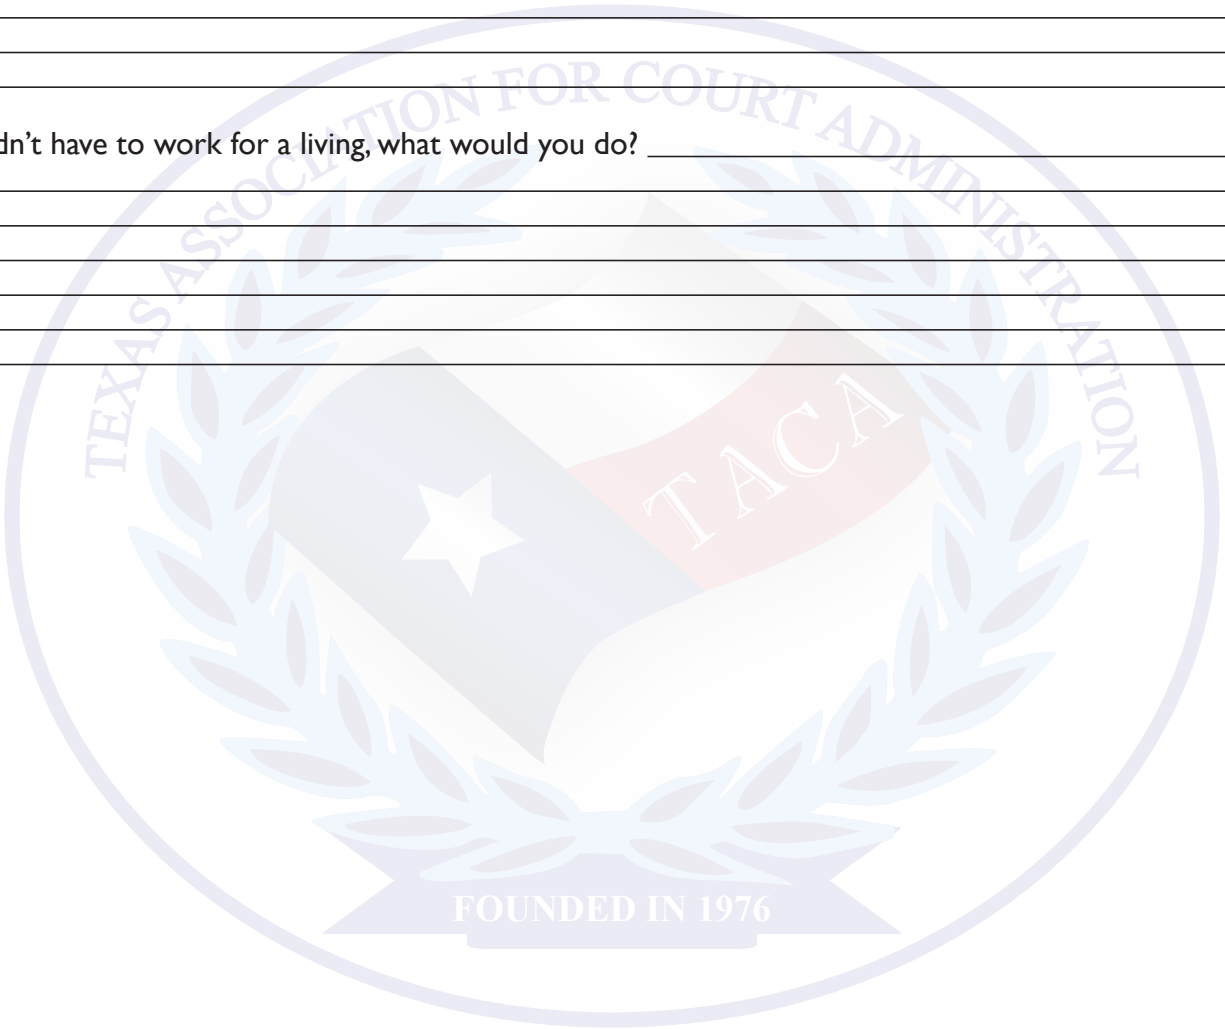 TEXAS ASSOCIATION FOR COURT ADMINISTRATION
dn't have to work for a living, what would you do?
TACA
FOUNDED IN 1976